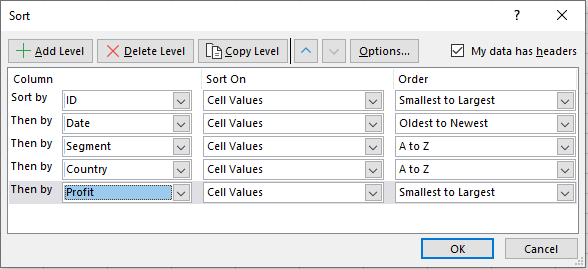 Sort ? ×
Add Level Delete Level Copy Level Options... My data has headers
Column Sort On Order
Sort by ID Cell Values Smallest to Largest
Then by Date Cell Values Oldest to Newest
Then by Segment Cell Values A to Z
Then by Country Cell Values A to Z
Then by Profit Cell Values Smallest to Largest
OK Cancel